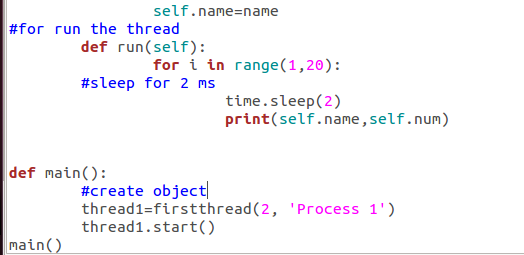 self.name=name
#for run the thread
def run(self):
for i in range(1,20):
#sleep for 2 ms
time.sleep(2)
print(self.name,self.num)
def main():
#create object
thread1=firstthread(2, 'Process 1')
thread1.start()
main()